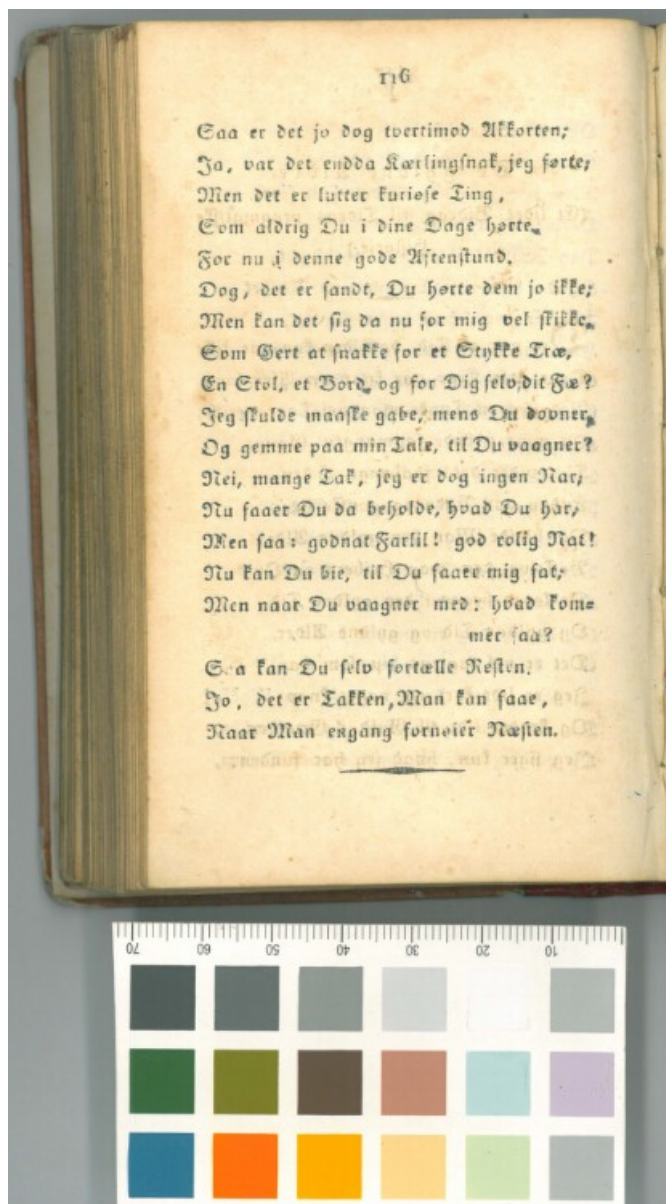 116
Saa er det jo dog tvertimod Akkorten;
Ja, var det endda Kærlingsnak, jeg førte;
Men det er lutter kuriøse Ting,
Som aldrig Du i dine Dage hørte,
For nu i denne gode Aftenstund.
Dog, det er sandt, Du hørte dem jo ikke;
Men kan det sig da nu for mig vel skikke,
Som Gert at snakke for et Stykke Træ,
En Stol, et Bord, og for Dig selv, dit Fæ?
Jeg skulde maaske gabe, mens Du dovner,
Og gemme paa min Tale, til Du vaagner?
Nei, mange Tak, jeg er dog ingen Nar;
Nu faaer Du da beholde, hvad Du har,
Men saa: godnat Farlil! god rolig Nat!
Nu kan Du bie, til Du faaer mig fat;
Men naar Du vaagner med: hvad kom=
mer saa?
S a kan Du selv fortælle Resten.
Jo, det er Takken, Man kan faae,
Naar Man engang fornøier Næsten.
70 60 50 40 30 20 10